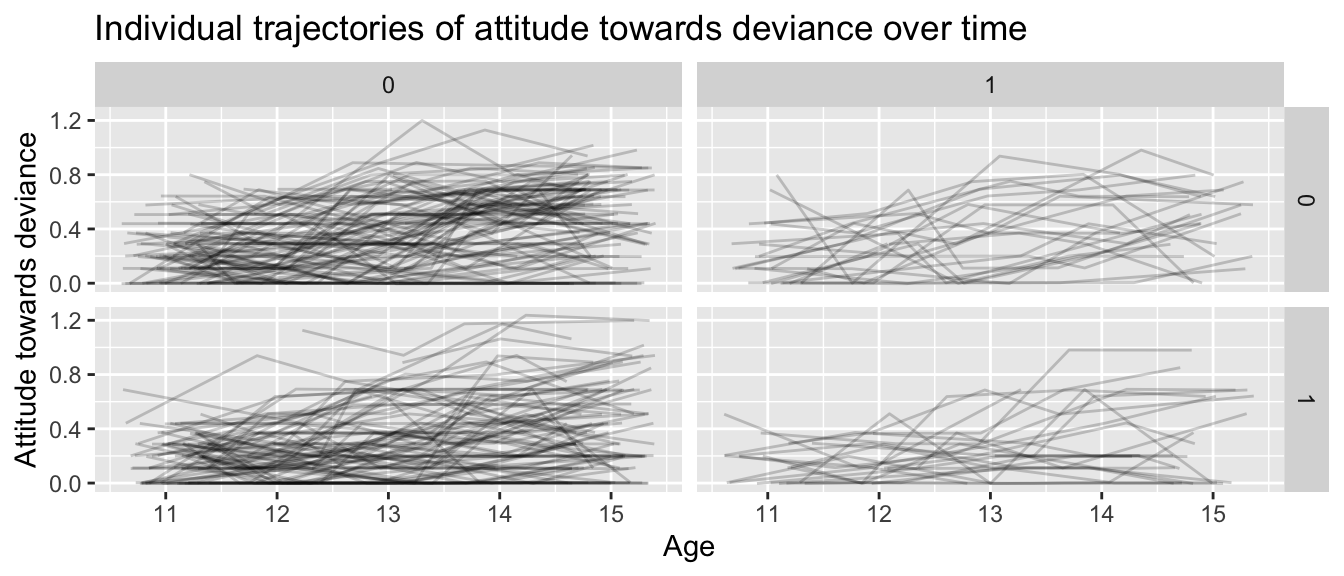 Individual trajectories of attitude towards deviance over time
0 1
1.2
0.8
0.4
0.0
0
Attitude towards deviance
1.2
0.8
0.4
0.0
1
11 12 13 14 15 11 12 13 14 15
Age